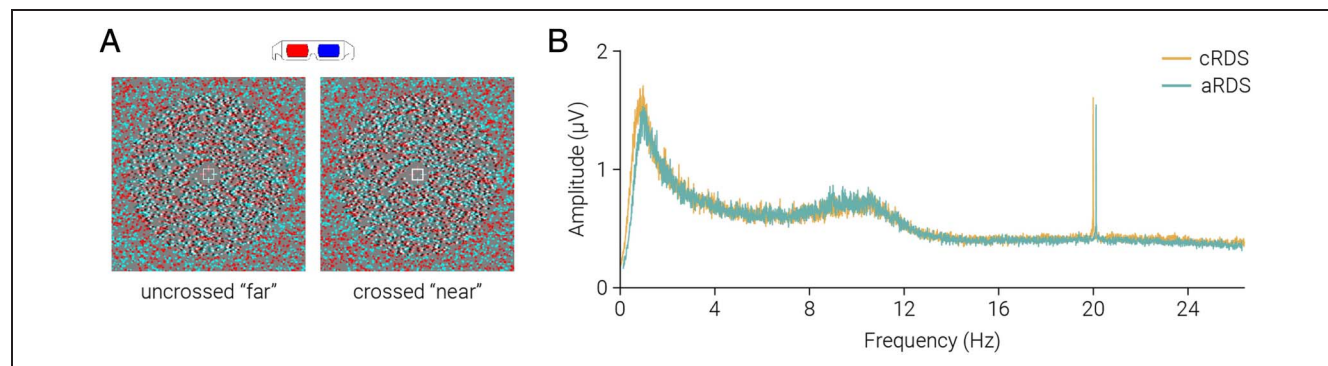 A
uncrossed “far”
crossed “near”
B
cRDS
aRDS
Amplitude (µV)
2
1
0
0 4 8 12 16 20 24
Frequency (Hz)